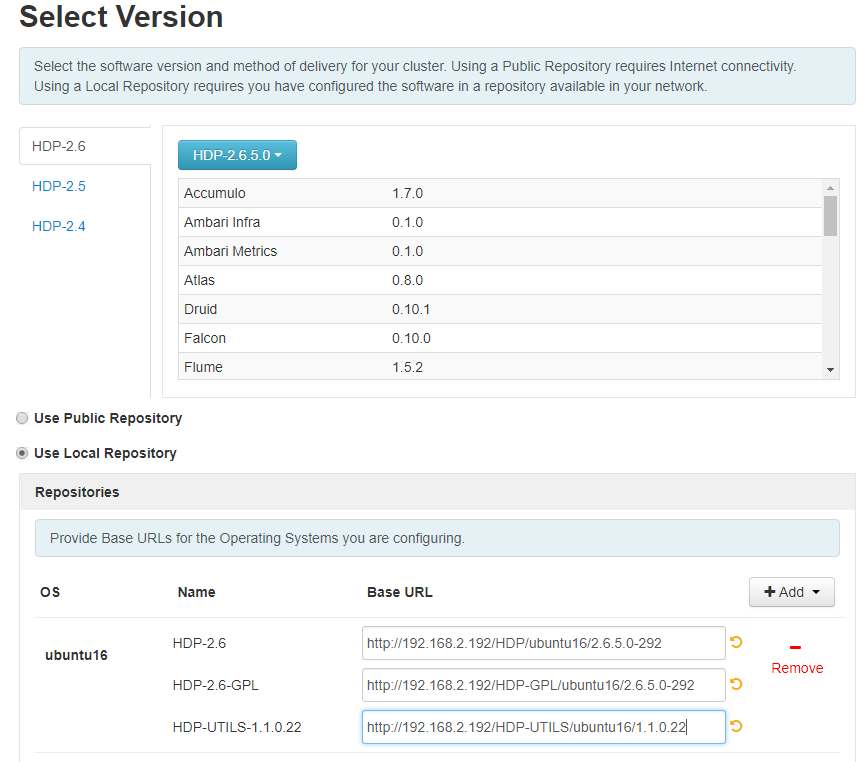 Select Version
Select the software version and method of delivery for your cluster. Using a Public Repository requires Internet connectivity.
Using a Local Repository requires you have configured the software in a repository available in your network.
HDP-2.6
HDP-2.5
HDP-2.4
HDP-2.6.5.0
Accumulo 1.7.0
Ambari Infra 0.1.0
Ambari Metrics 0.1.0
Atlas 0.8.0
Druid 0.10.1
Falcon 0.10.0
Flume 1.5.2
Use Public Repository
Use Local Repository
Repositories
Provide Base URLs for the Operating Systems you are configuring.
OS Name Base URL Add
ubuntu16
HDP-2.6 http://192.168.2.192/HDP/ubuntu16/2.6.5.0-292
HDP-2.6-GPL http://192.168.2.192/HDP-GPL/ubuntu16/2.6.5.0-292
HDP-UTILS-1.1.0.22 http://192.168.2.192/HDP-UTILS/ubuntu16/1.1.0.22
Remove